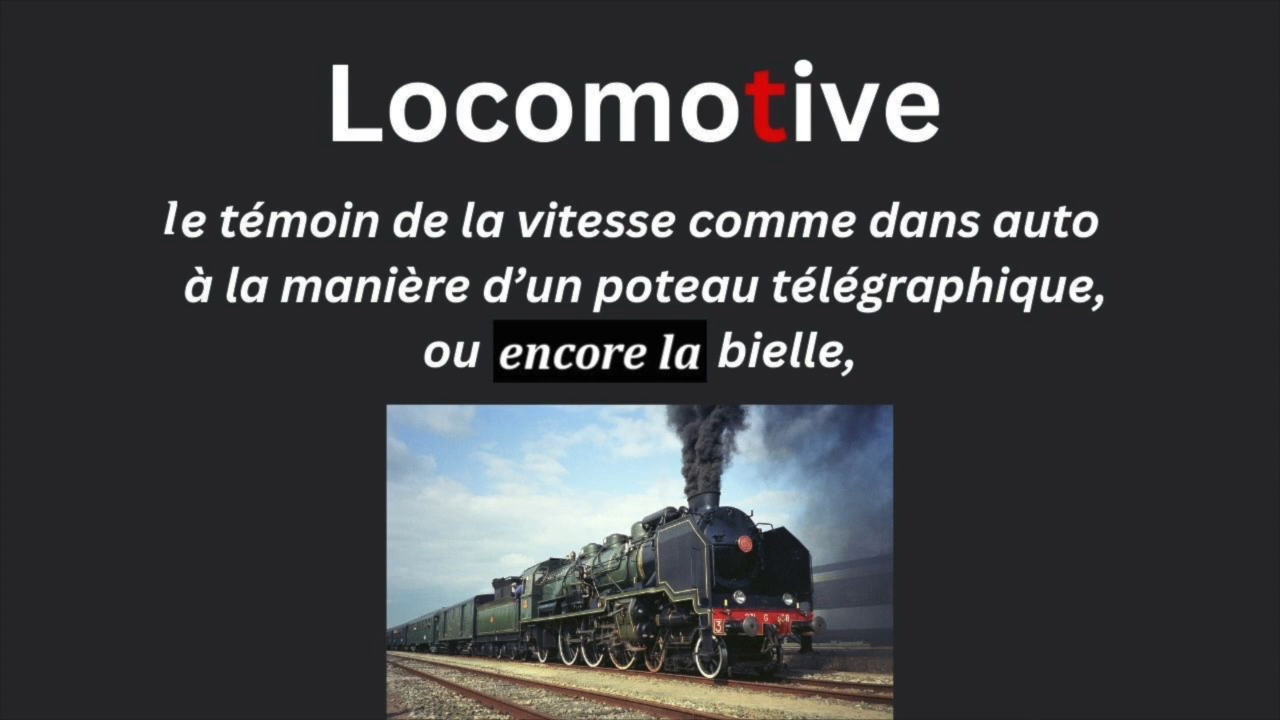 Locomotive
le témoin de la vitesse comme dans auto
à la manière d’un poteau télégraphique,
ou encore la bielle,